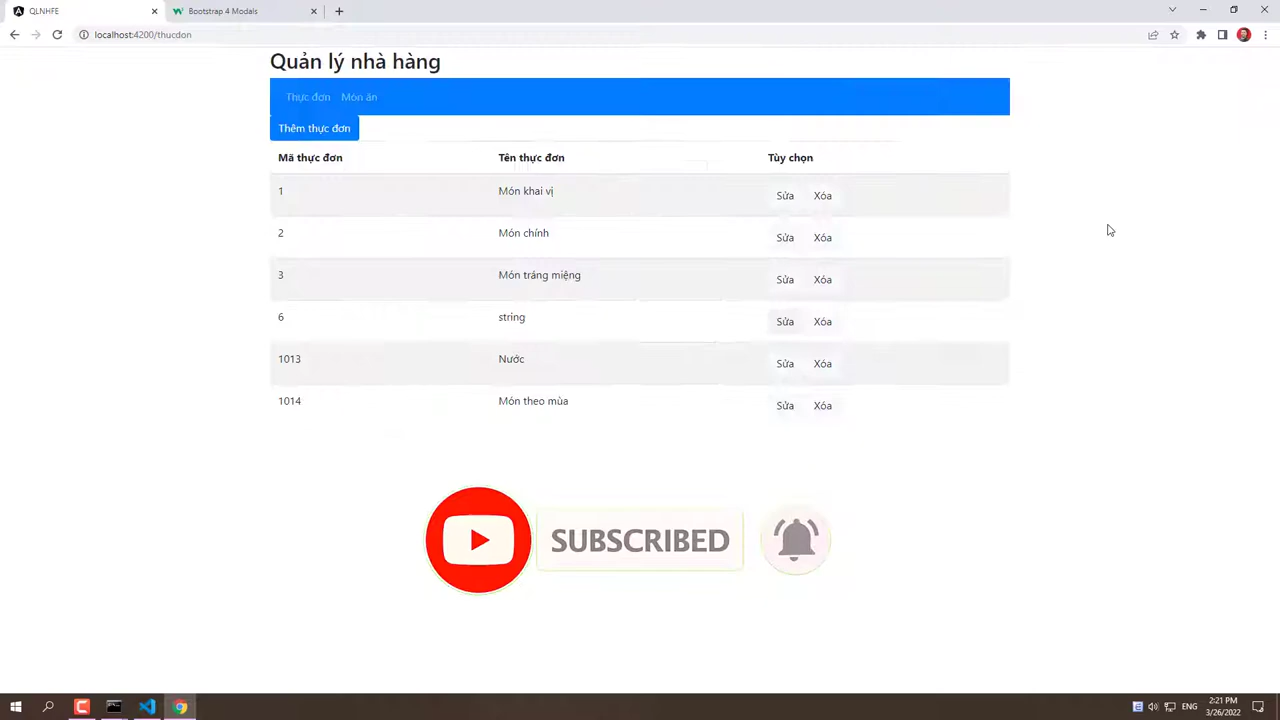 QLNHFE
Bootstrap 4 Modals
localhost:4200/thucdon
Quản lý nhà hàng
Thực đơn Món ăn
Thêm thực đơn
Mã thực đơn Tên thực đơn Tùy chọn
1 Món khai vị Sửa Xóa
2 Món chính Sửa Xóa
3 Món tráng miệng Sửa Xóa
6 string Sửa Xóa
1013 Nước Sửa Xóa
1014 Món theo mùa Sửa Xóa
SUBSCRIBED
ENG
2:21 PM
3/26/2022